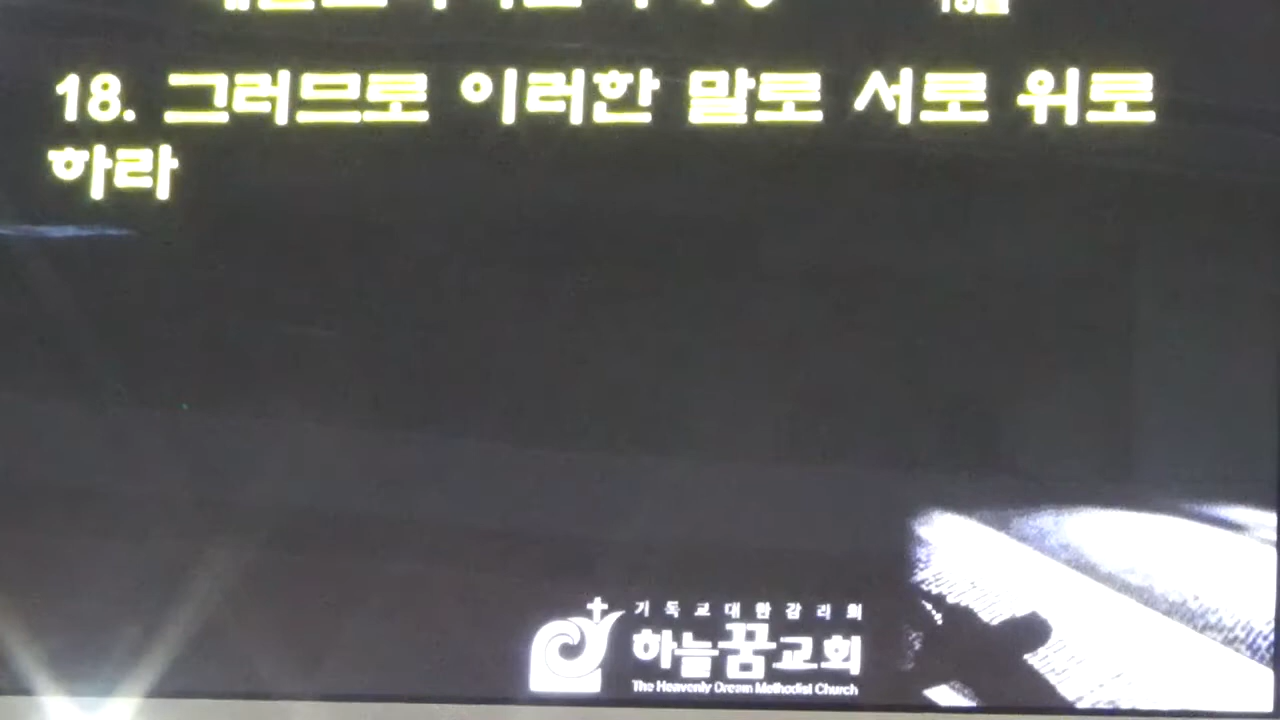 18. 그러므로 이러한 말로 서로 위로
하라
기독교대한감리회
하늘꿈교회
The Heavenly Dream Methodist Church